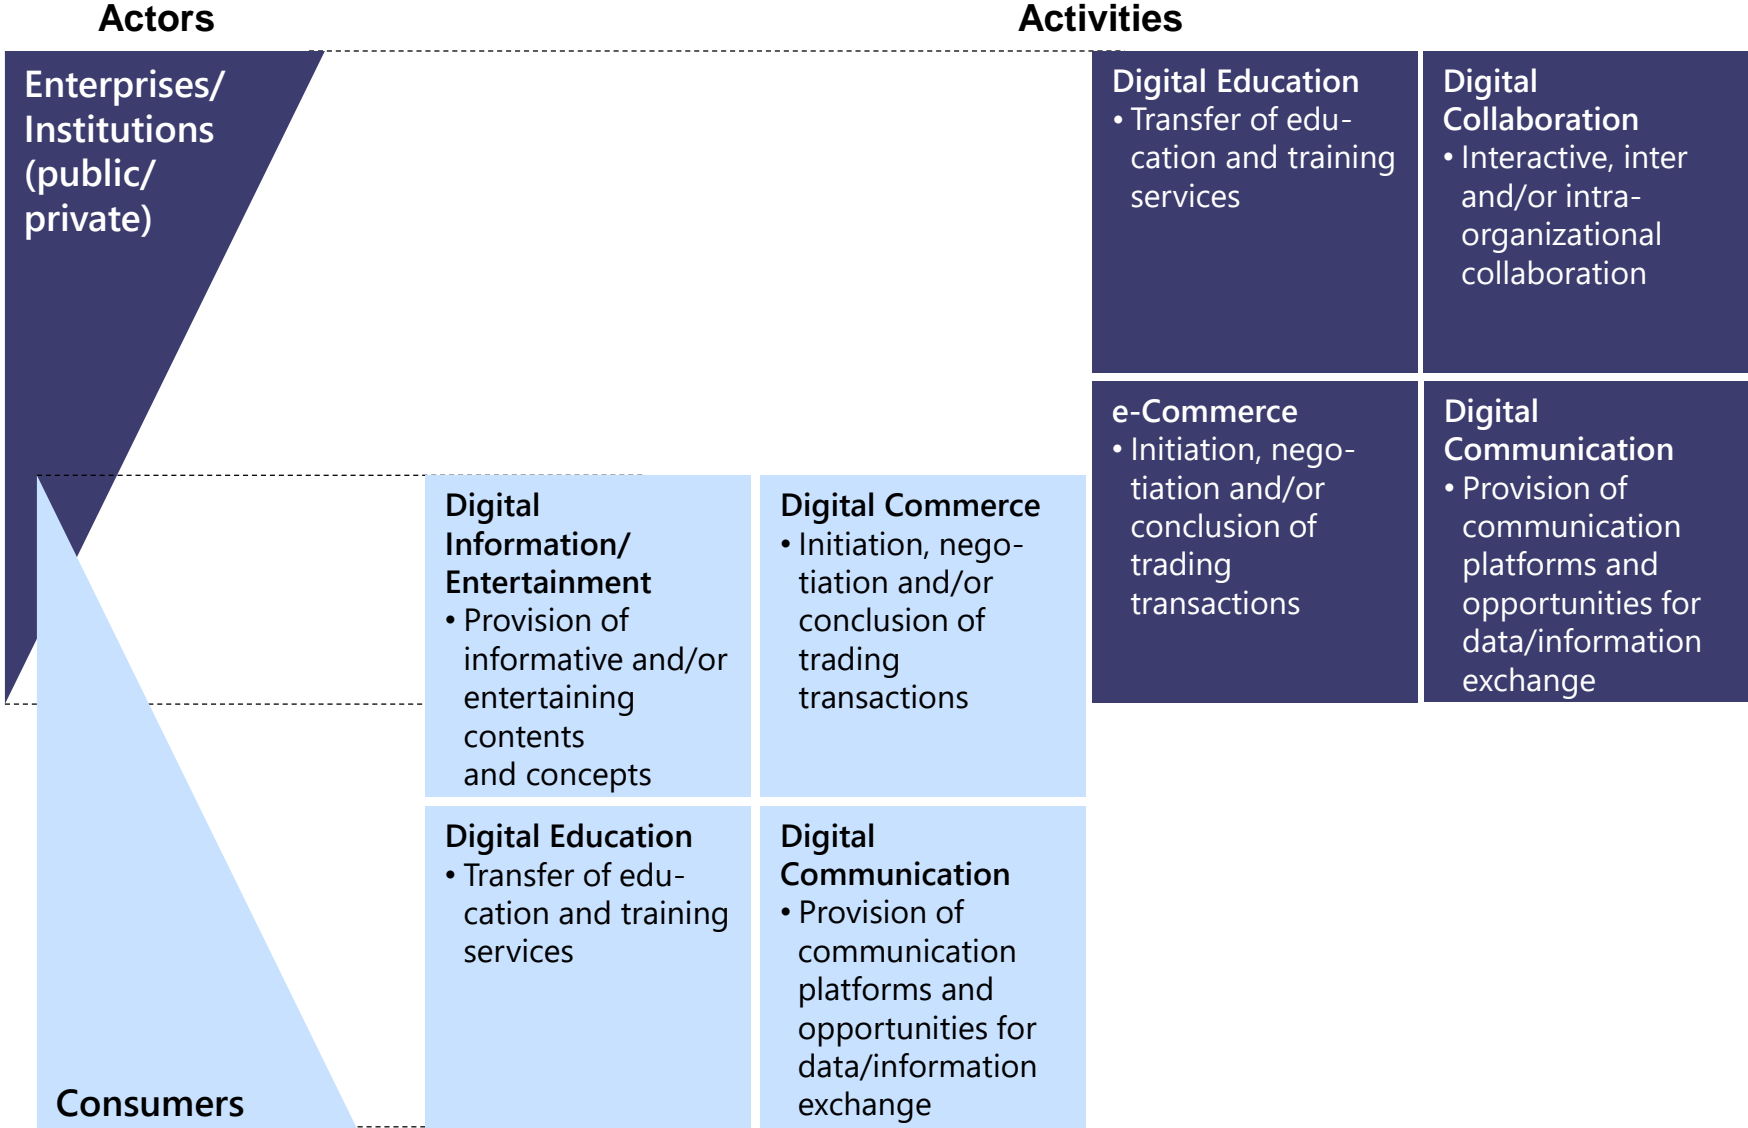 Actors
Activities
Enterprises/
Institutions
(public/
private)
Digital Education
• Transfer of edu-
cation and training
services
Digital
Collaboration
• Interactive, inter
and/or intra-
organizational
collaboration
e-Commerce
• Initiation, nego-
tiation and/or
conclusion of
trading
transactions
Digital
Communication
• Provision of
communication
platforms and
opportunities for
data/information
exchange
Digital
Information/
Entertainment
• Provision of
informative and/or
entertaining
contents
and concepts
Digital Commerce
• Initiation, nego-
tiation and/or
conclusion of
trading
transactions
Digital Education
• Transfer of edu-
cation and training
services
Digital
Communication
• Provision of
communication
platforms and
opportunities for
data/information
exchange
Consumers